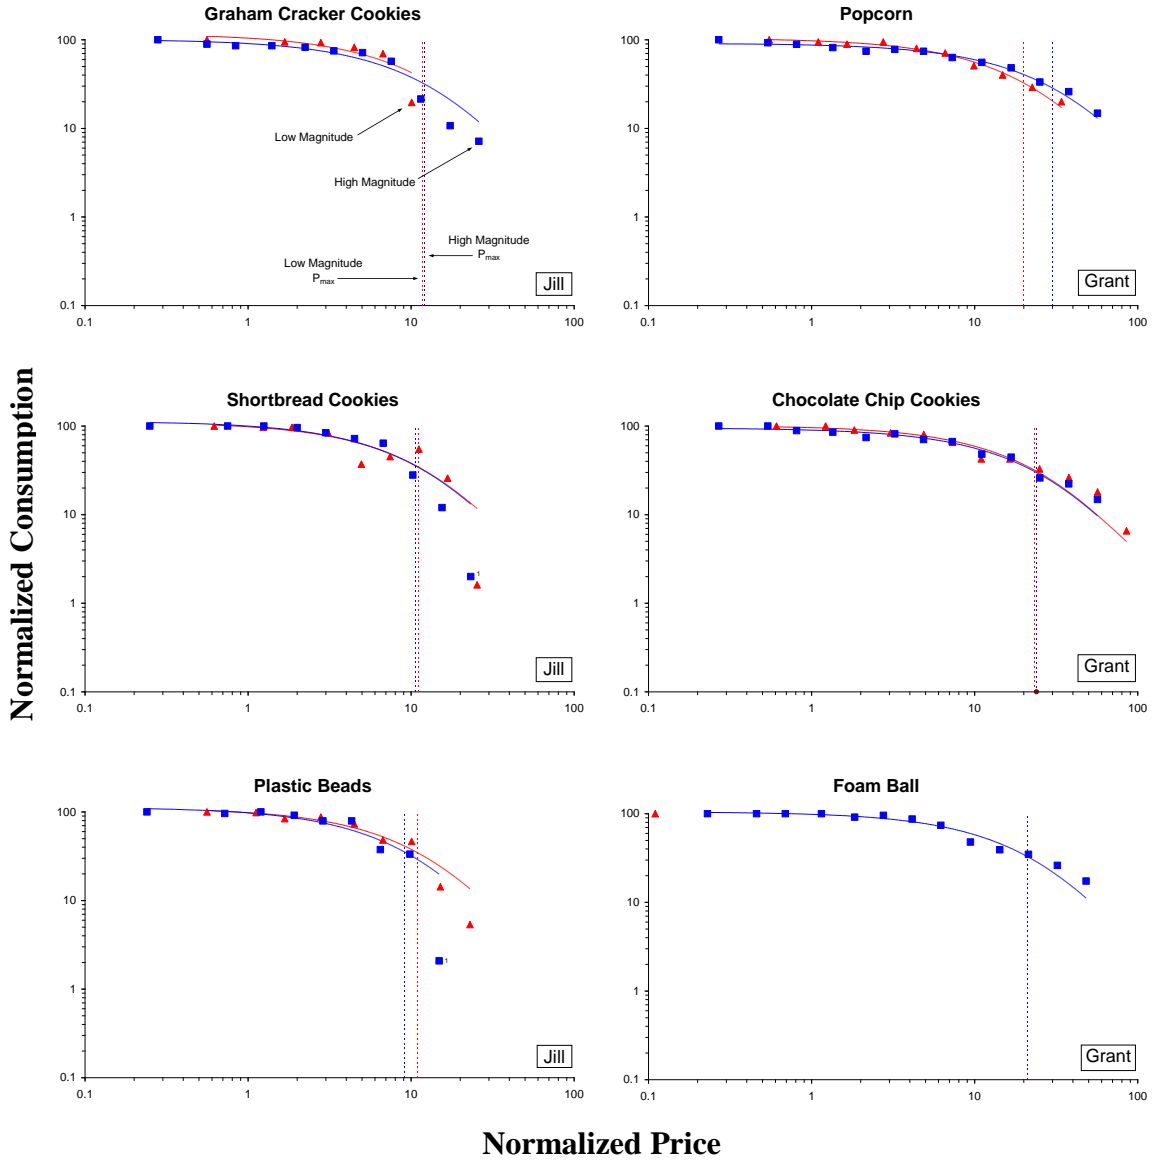 Graham Cracker Cookies
100
10
1
0.1
0.1
1
10
100
Low Magnitude
High Magnitude
High Magnitude
Pmax
Low Magnitude
Pmax
Jill
Popcorn
100
10
1
0.1
0.1
1
10
100
Grant
Normalized Consumption
Shortbread Cookies
100
10
1
0.1
0.1
1
10
100
1
Jill
Chocolate Chip Cookies
100
10
1
0.1
0.1
1
10
100
Grant
Plastic Beads
100
10
1
0.1
0.1
1
10
100
1
Jill
Foam Ball
100
10
1
0.1
0.1
1
10
100
Grant
Normalized Price